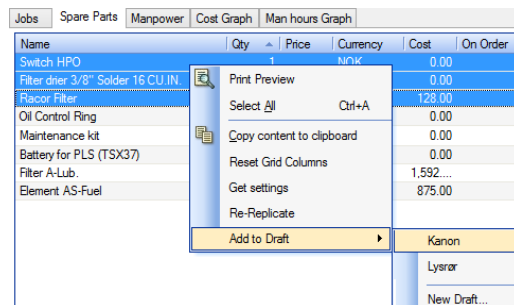 Jobs Spare Parts Manpower Cost Graph Man hours Graph
Name Qty Price Currency Cost On Order
Switch HPO 1 NOK 0.00
Filter drier 3/8" Solder 16 CU.IN. 0.00
Racor Filter 128.00
Oil Control Ring 0.00
Maintenance kit 0.00
Battery for PLS (TSX37) 0.00
Filter A-Lub. 1,592....
Element AS-Fuel 875.00
Print Preview
Select All Ctrl+A
Copy content to clipboard
Reset Grid Columns
Get settings
Re-Replicate
Add to Draft
Kanon
Lysrør
New Draft...